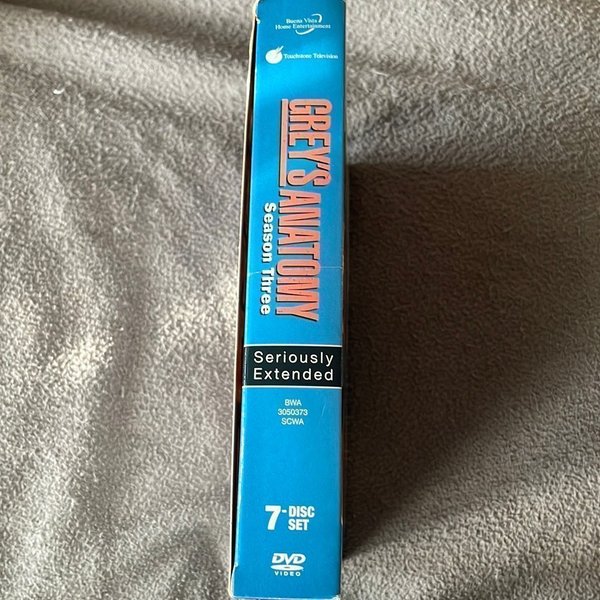 Buena Vista
Home Entertainment
Touchstone Television
GREY'S ANATOMY
Season Three
Seriously
Extended
BWA
3050373
SCWA
7-DISC
SET
DVD
VIDEO